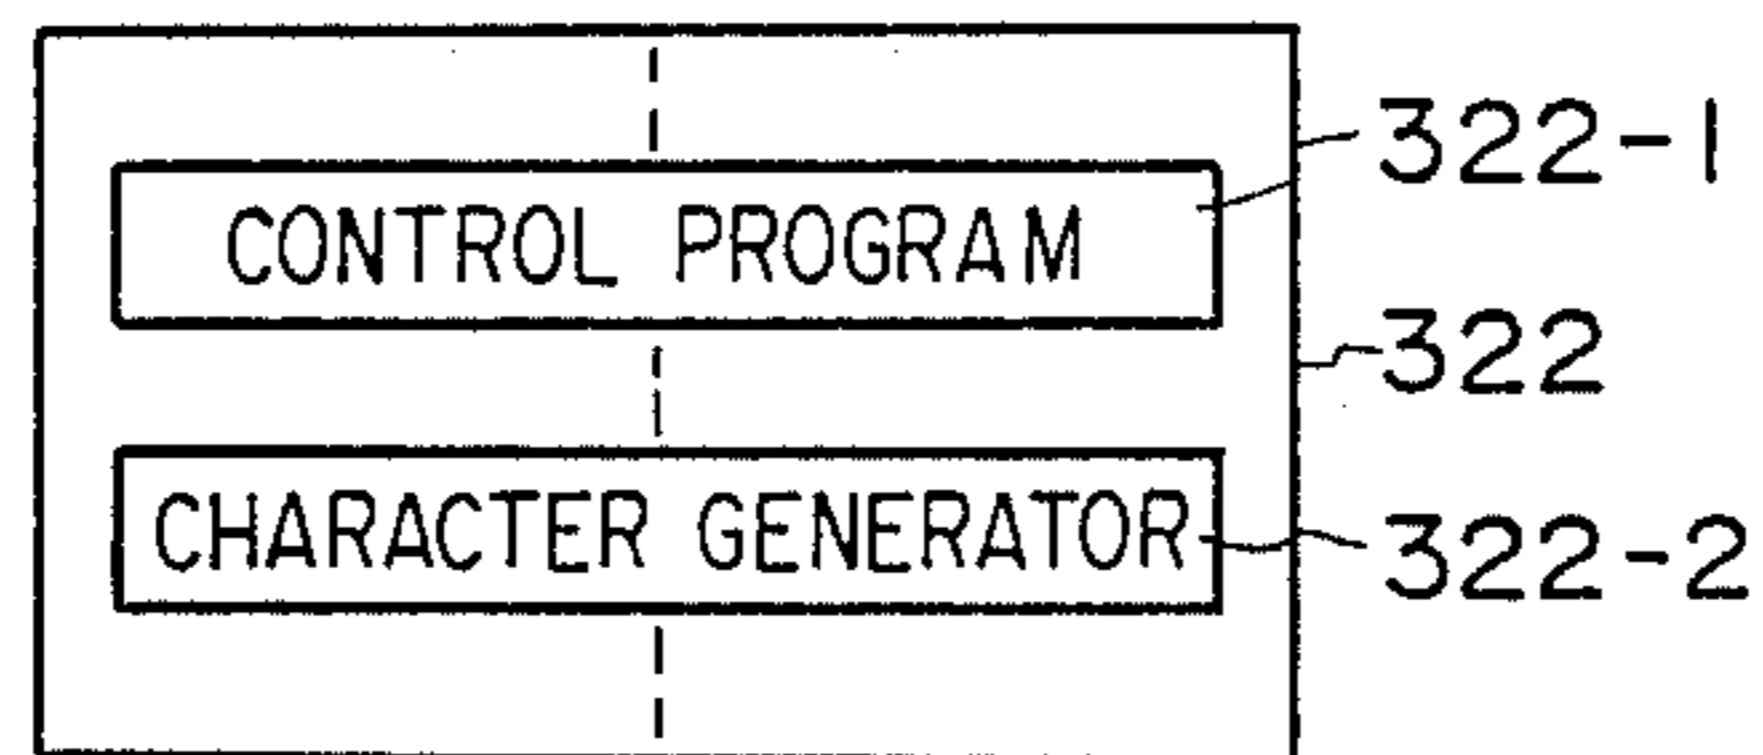 322-1
CONTROL PROGRAM
322
CHARACTER GENERATOR
322-2